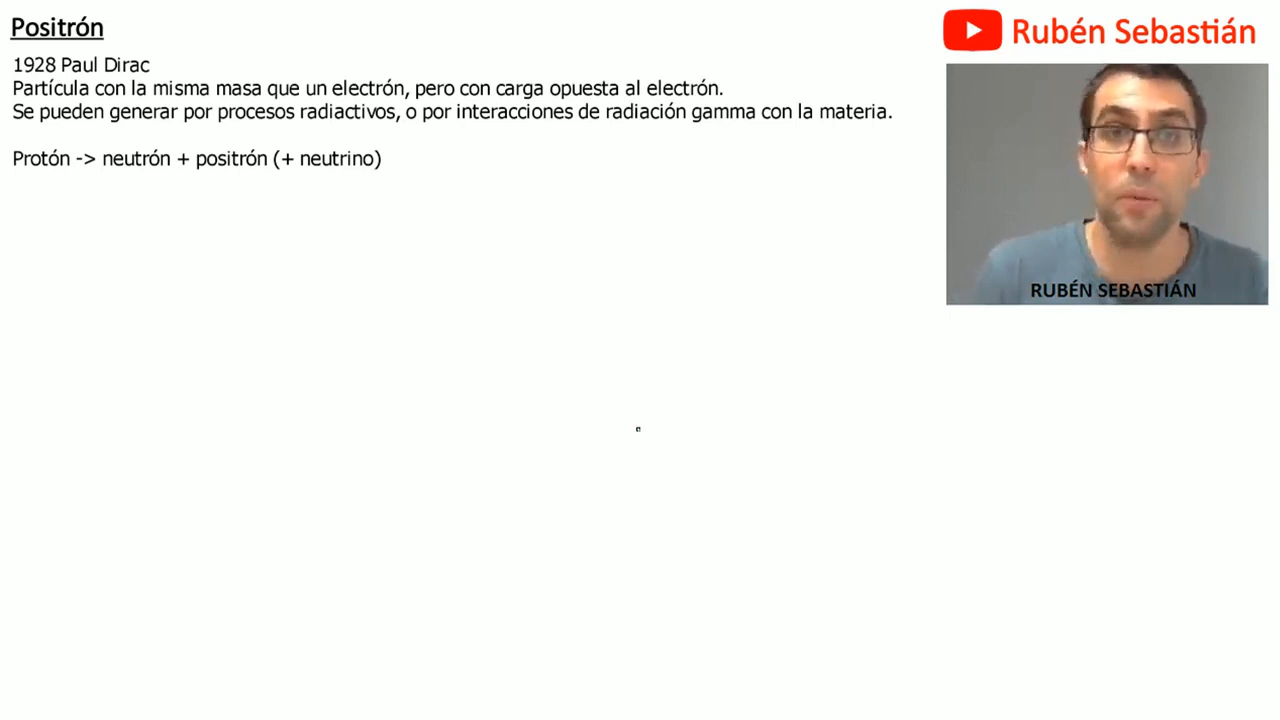 Positrón
Rubén Sebastián
1928 Paul Dirac
Partícula con la misma masa que un electrón, pero con carga opuesta al electrón.
Se pueden generar por procesos radiactivos, o por interacciones de radiación gamma con la materia.
Protón -> neutrón + positrón (+ neutrino)
RUBÉN SEBASTIÁN